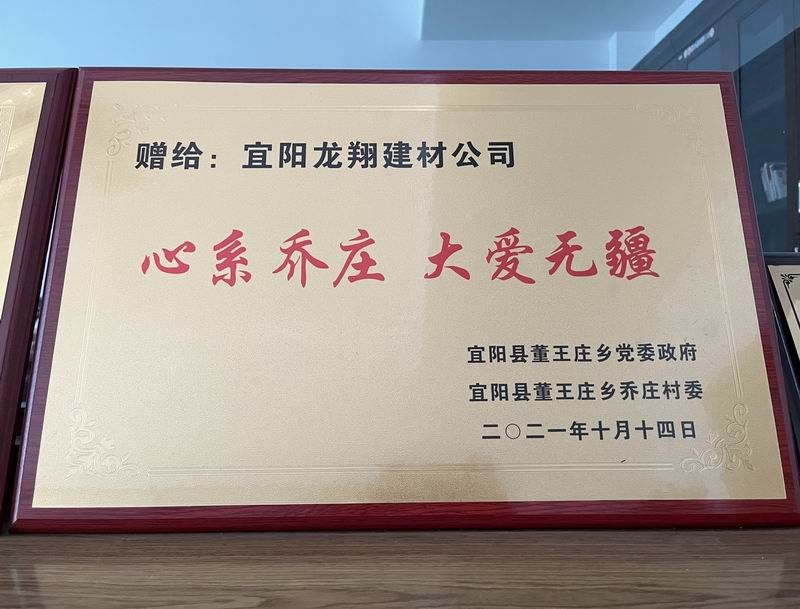 赠给：宜阳龙翔建材公司
心系乔庄 大爱无疆
宜阳县董王庄乡党委政府
宜阳县董王庄乡乔庄村委
二〇二一年十月十四日